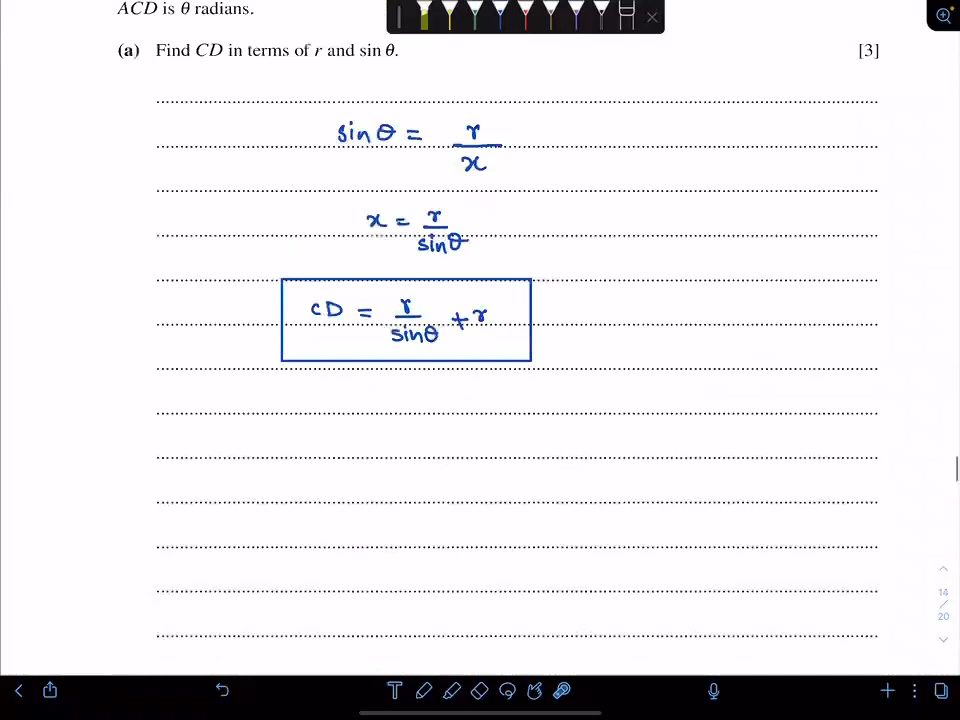 ACD is θ radians.
(a) Find CD in terms of r and sin θ. [3]
sin θ = r / x
x = r / sinθ
CD = r / sinθ + r
14
/
20
T